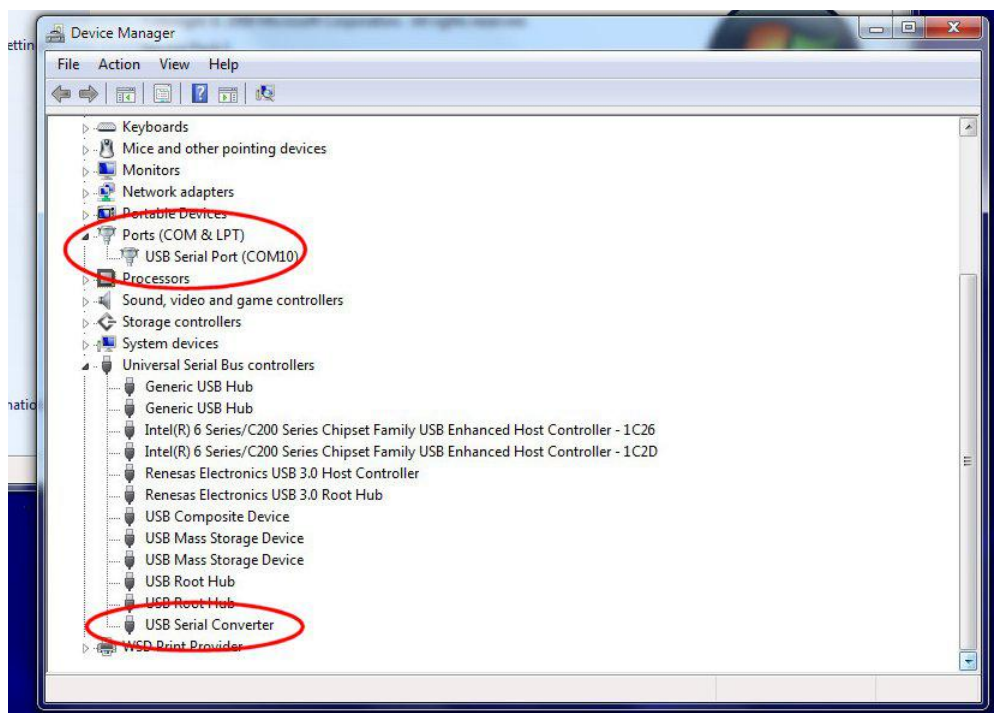 Device Manager
File Action View Help
Keyboards
Mice and other pointing devices
Monitors
Network adapters
Portable Devices
Ports (COM & LPT)
USB Serial Port (COM10)
Processors
Sound, video and game controllers
Storage controllers
System devices
Universal Serial Bus controllers
Generic USB Hub
Generic USB Hub
Intel(R) 6 Series/C200 Series Chipset Family USB Enhanced Host Controller - 1C26
Intel(R) 6 Series/C200 Series Chipset Family USB Enhanced Host Controller - 1C2D
Renesas Electronics USB 3.0 Host Controller
Renesas Electronics USB 3.0 Root Hub
USB Composite Device
USB Mass Storage Device
USB Mass Storage Device
USB Root Hub
USB Root Hub
USB Serial Converter
WSD Print Provider